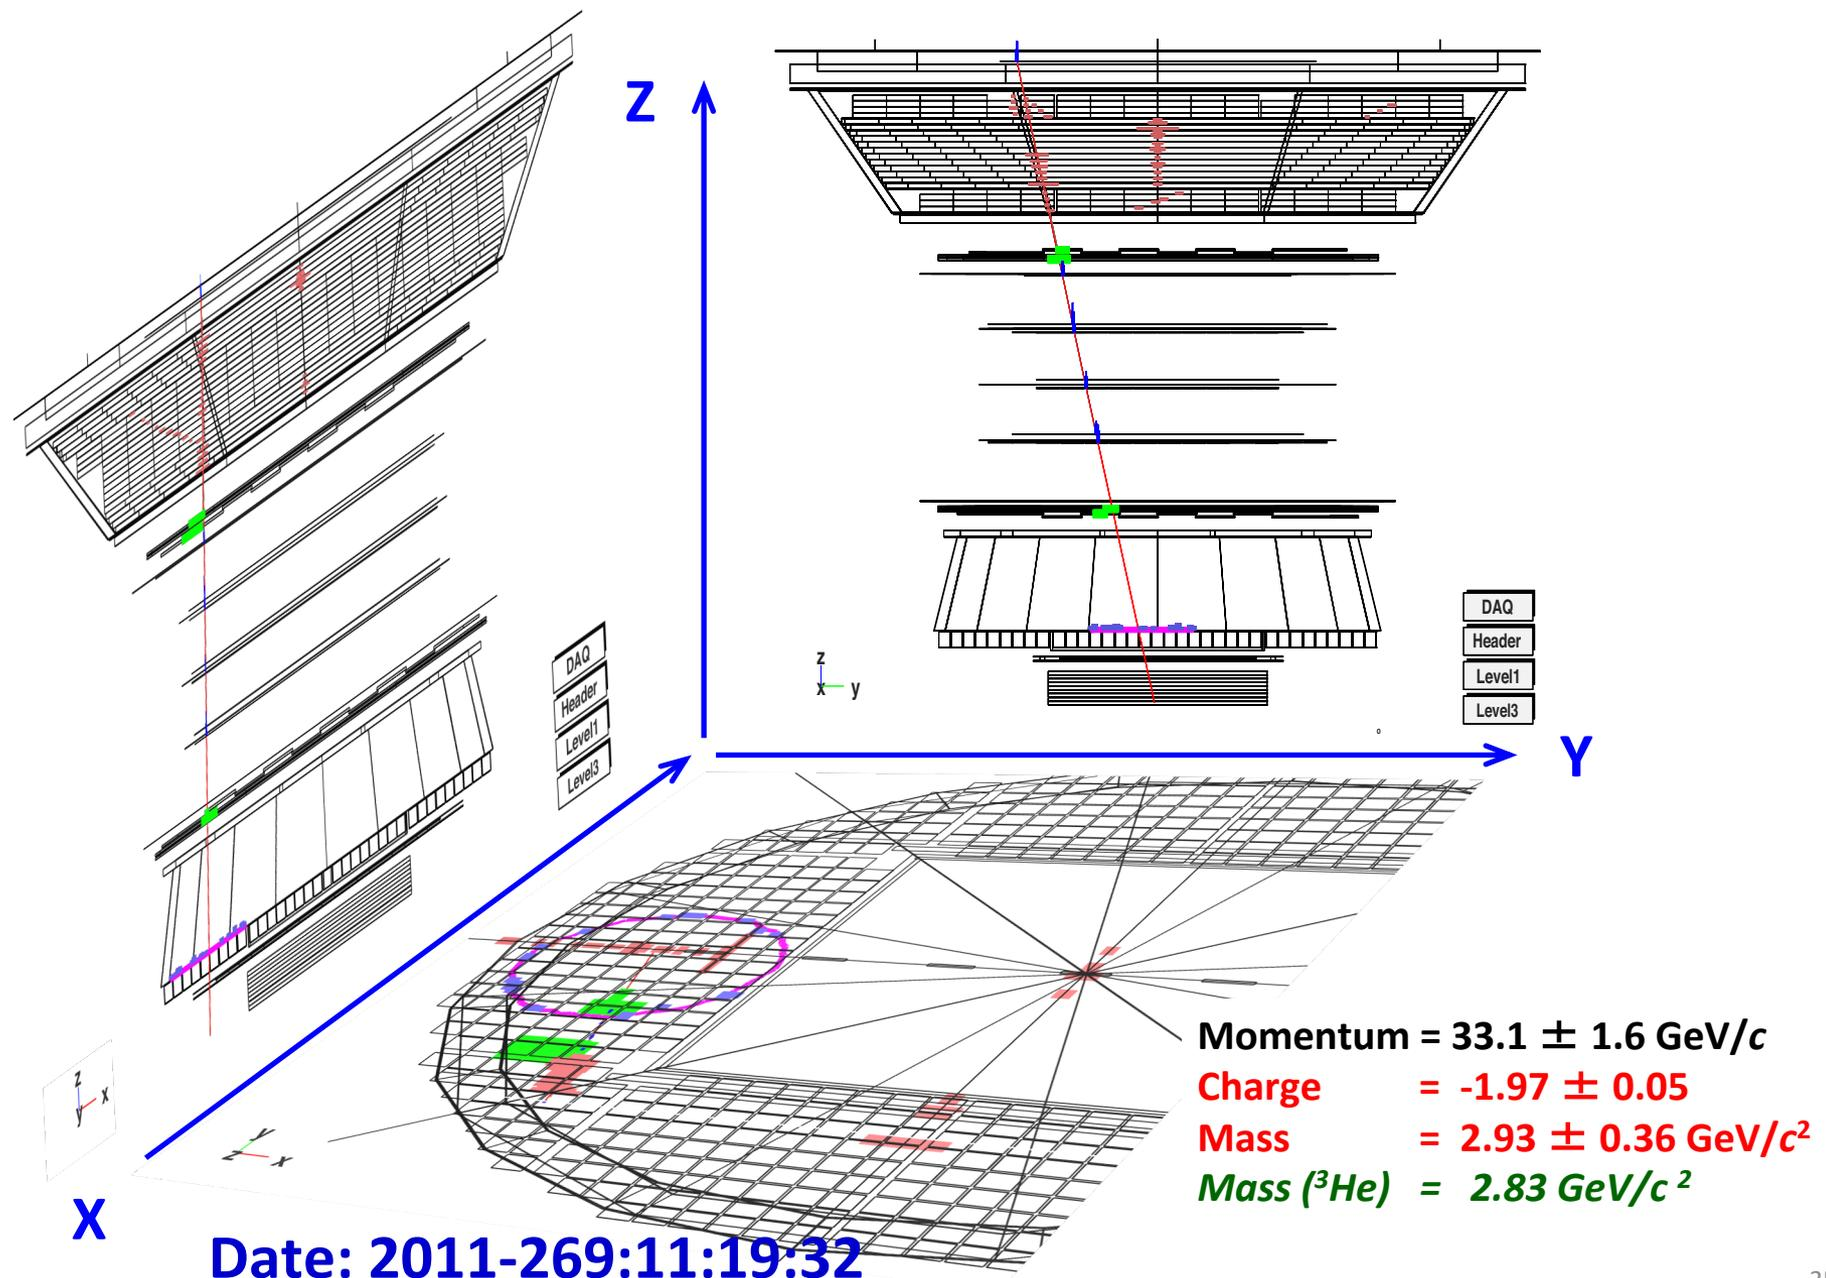 Z
DAQ
Header
Level1
Level3
z
x y
Y
DAQ
Header
Level1
Level3
Momentum = 33.1 ± 1.6 GeV/c
Charge = -1.97 ± 0.05
Mass = 2.93 ± 0.36 GeV/c²
Mass (³He) = 2.83 GeV/c ²
z
x
y
y
z x
X
Date: 2011-269:11:19:32